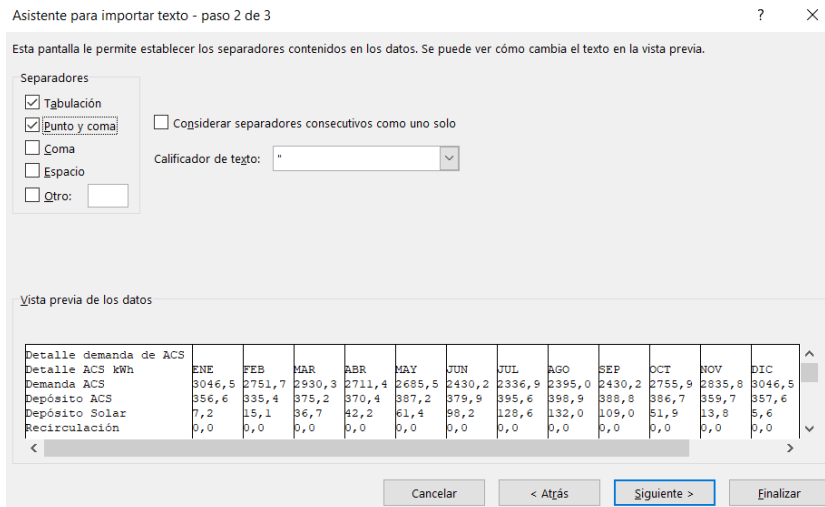 Asistente para importar texto - paso 2 de 3 ? ×
Esta pantalla le permite establecer los separadores contenidos en los datos. Se puede ver cómo cambia el texto en la vista previa.
Separadores
Tabulación
Punto y coma
Coma
Espacio
Otro:
Considerar separadores consecutivos como uno solo
Calificador de texto: "
Vista previa de los datos
Detalle demanda de ACS
Detalle ACS kWh ENE FEB MAR ABR MAY JUN JUL AGO SEP OCT NOV DIC
Demanda ACS 3046,5 2751,7 2930,3 2711,4 2685,5 2430,2 2336,9 2395,0 2430,2 2755,9 2835,8 3046,5
Depósito ACS 356,6 335,4 375,2 370,4 387,2 379,9 395,6 398,9 388,8 386,7 359,7 357,6
Depósito Solar 7,2 15,1 36,7 42,2 61,4 98,2 128,6 132,0 109,0 51,9 13,8 5,6
Recirculación 0,0 0,0 0,0 0,0 0,0 0,0 0,0 0,0 0,0 0,0 0,0 0,0
Cancelar < Atrás Siguiente > Finalizar